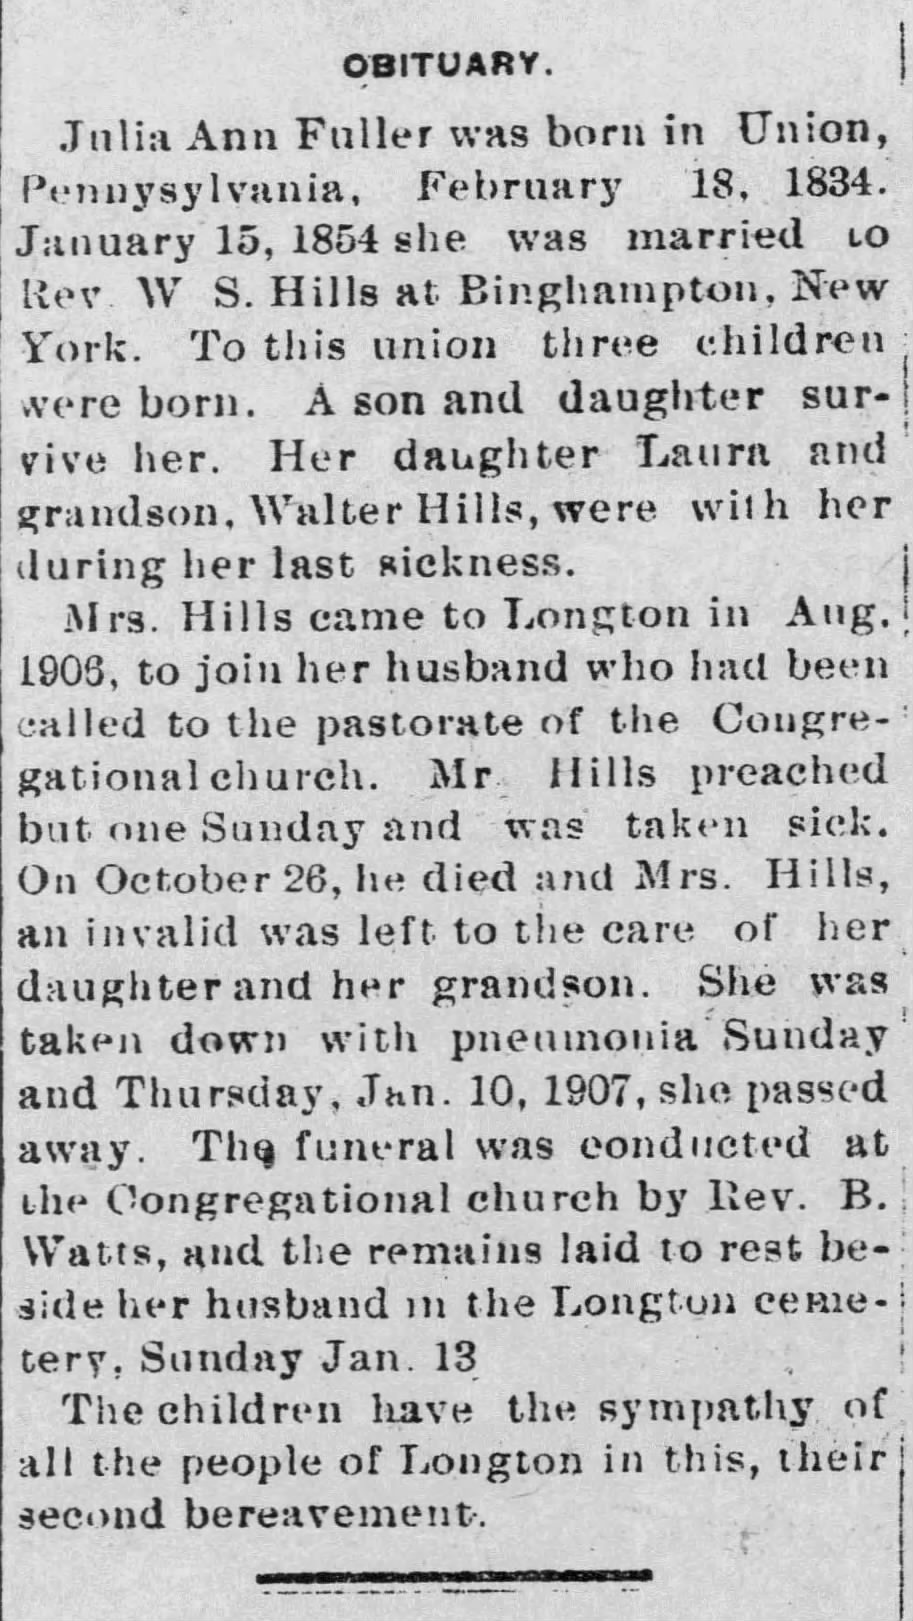 OBITUARY.
Julia Ann Fuller was born in Union,
Pennysylvania, February 18, 1834.
January 15, 1854 she was married to
Rev. W S. Hills at Binghampton, New
York. To this union three children
were born. A son and daughter sur-
vive her. Her daughter Laura and
grandson, Walter Hills, were with her
during her last sickness.
Mrs. Hills came to Longton in Aug.
1906, to join her husband who had been
called to the pastorate of the Congre-
gational church. Mr. Hills preached
but one Sunday and was taken sick.
On October 26, he died and Mrs. Hills,
an invalid was left to the care of her
daughter and her grandson. She was
taken down with pneumonia Sunday
and Thursday, Jan. 10, 1907, she passed
away. The funeral was conducted at
the Congregational church by Rev. B.
Watts, and the remains laid to rest be-
side her husband in the Longton ceme-
tery, Sunday Jan. 13
The children have the sympathy of
all the people of Longton in this, their
second bereavement.